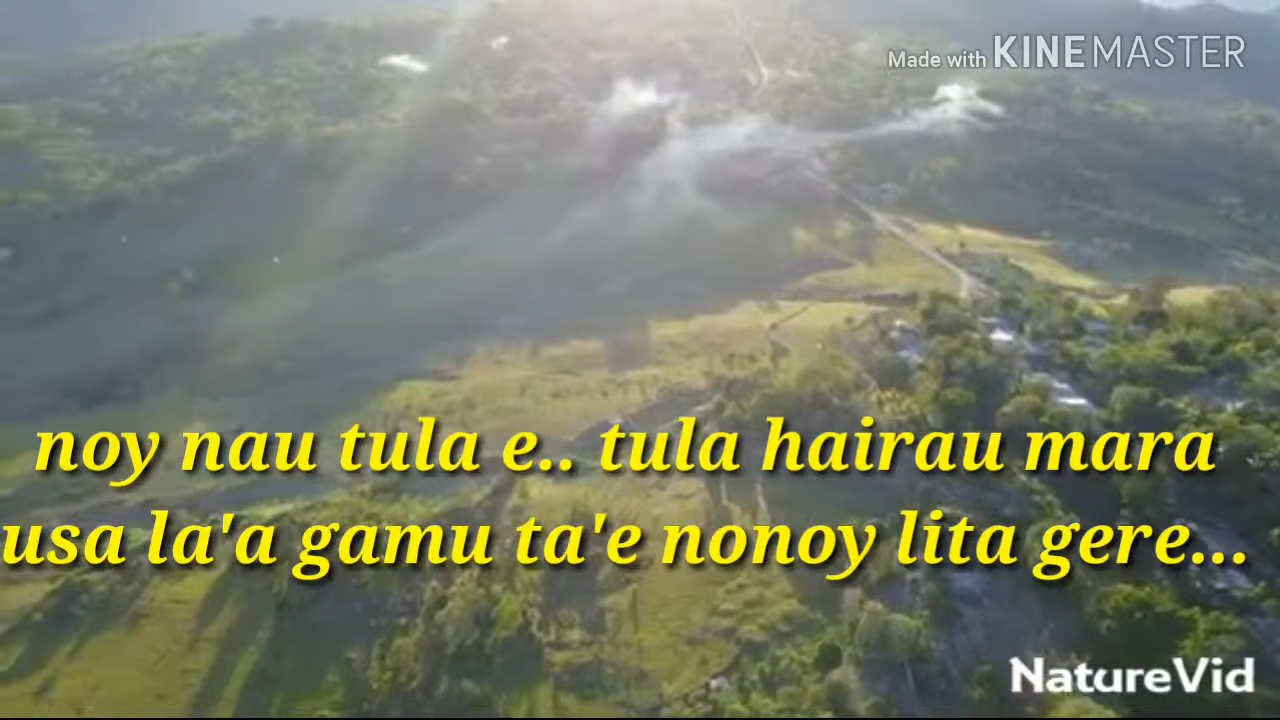 Made with KINEMASTER
noy nau tula e.. tula hairau mara
usa la'a gamu ta'e nonoy lita gere...
NatureVid